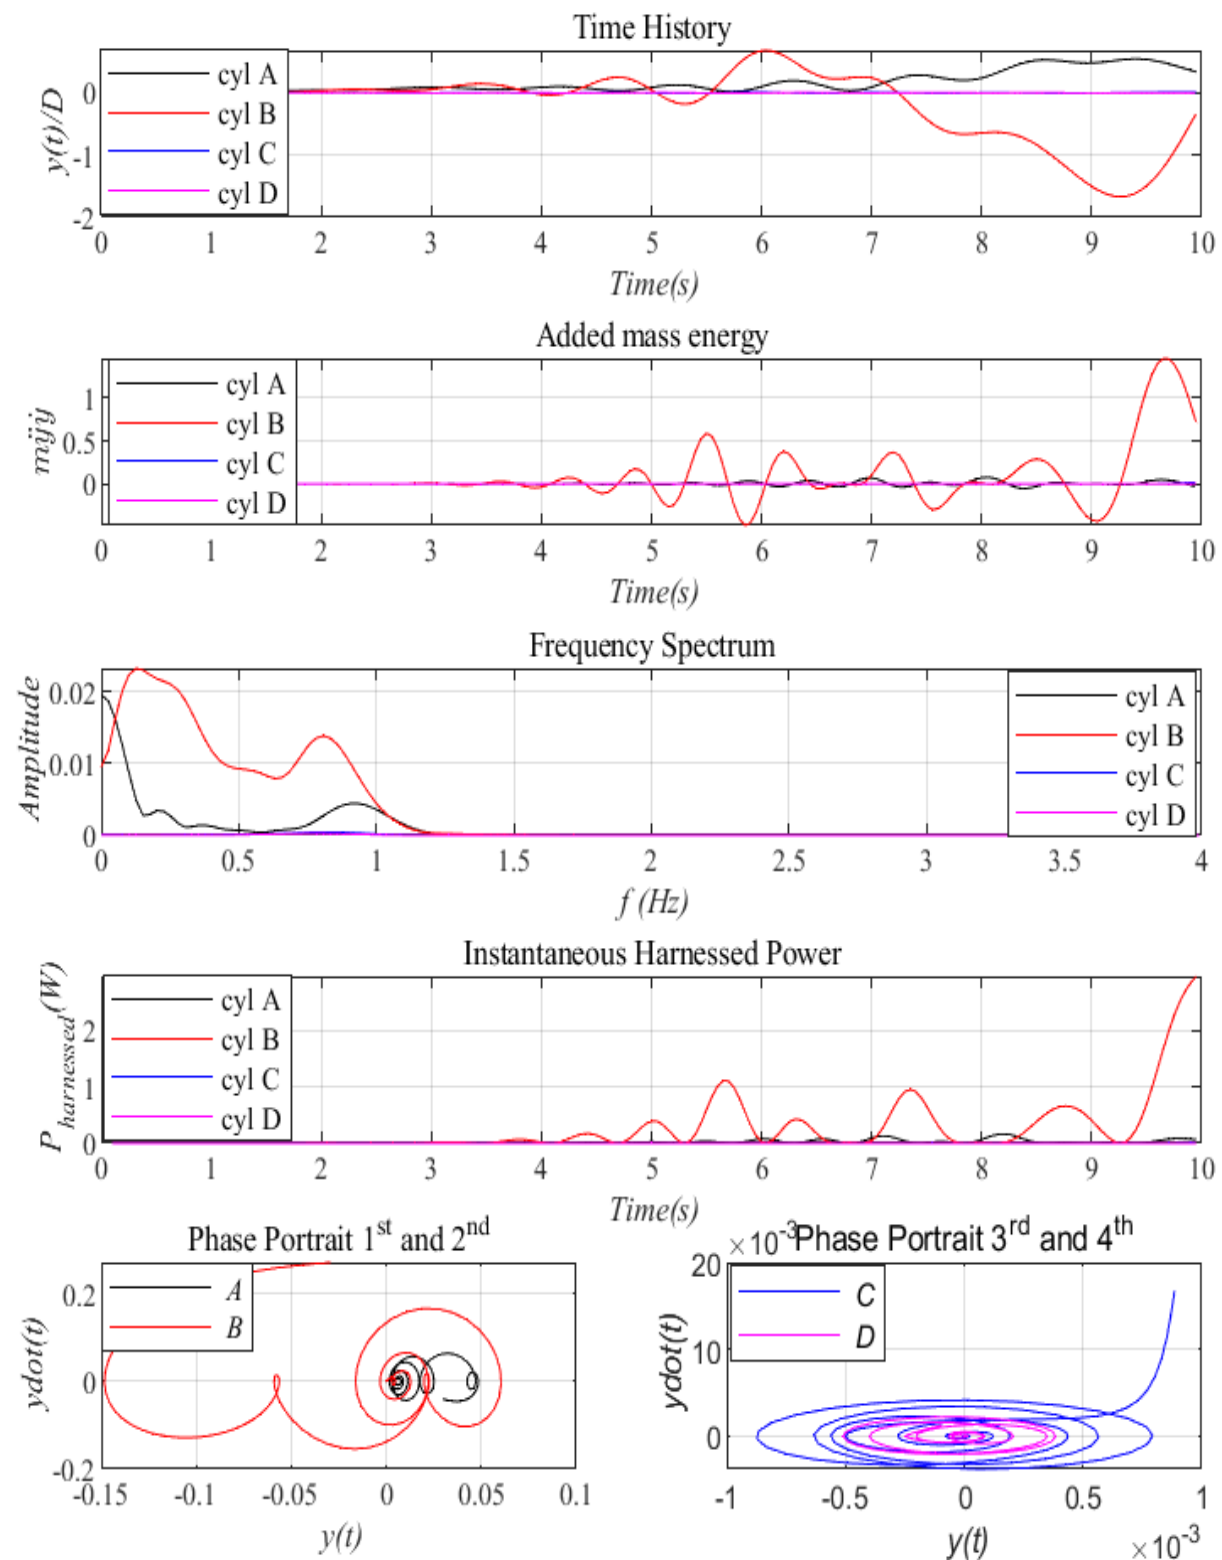 Time History
cyl A
cyl B
cyl C
cyl D
y(t)/D
0
-1
-2
0 1 2 3 4 5 6 7 8 9 10
Time(s)
Added mass energy
cyl A
cyl B
cyl C
cyl D
mÿẏ
1
0.5
0
0 1 2 3 4 5 6 7 8 9 10
Time(s)
Frequency Spectrum
cyl A
cyl B
cyl C
cyl D
Amplitude
0.02
0.01
0
0 0.5 1 1.5 2 2.5 3 3.5 4
f (Hz)
Instantaneous Harnessed Power
cyl A
cyl B
cyl C
cyl D
P harnessed (W)
2
1
0
0 1 2 3 4 5 6 7 8 9 10
Time(s)
Phase Portrait 1st and 2nd
A
B
ydot(t)
0.2
0
-0.2
-0.15 -0.1 -0.05 0 0.05 0.1
y(t)
×10-3 Phase Portrait 3rd and 4th
C
D
ydot(t)
20
10
0
-1 -0.5 0 0.5 1
y(t) ×10-3